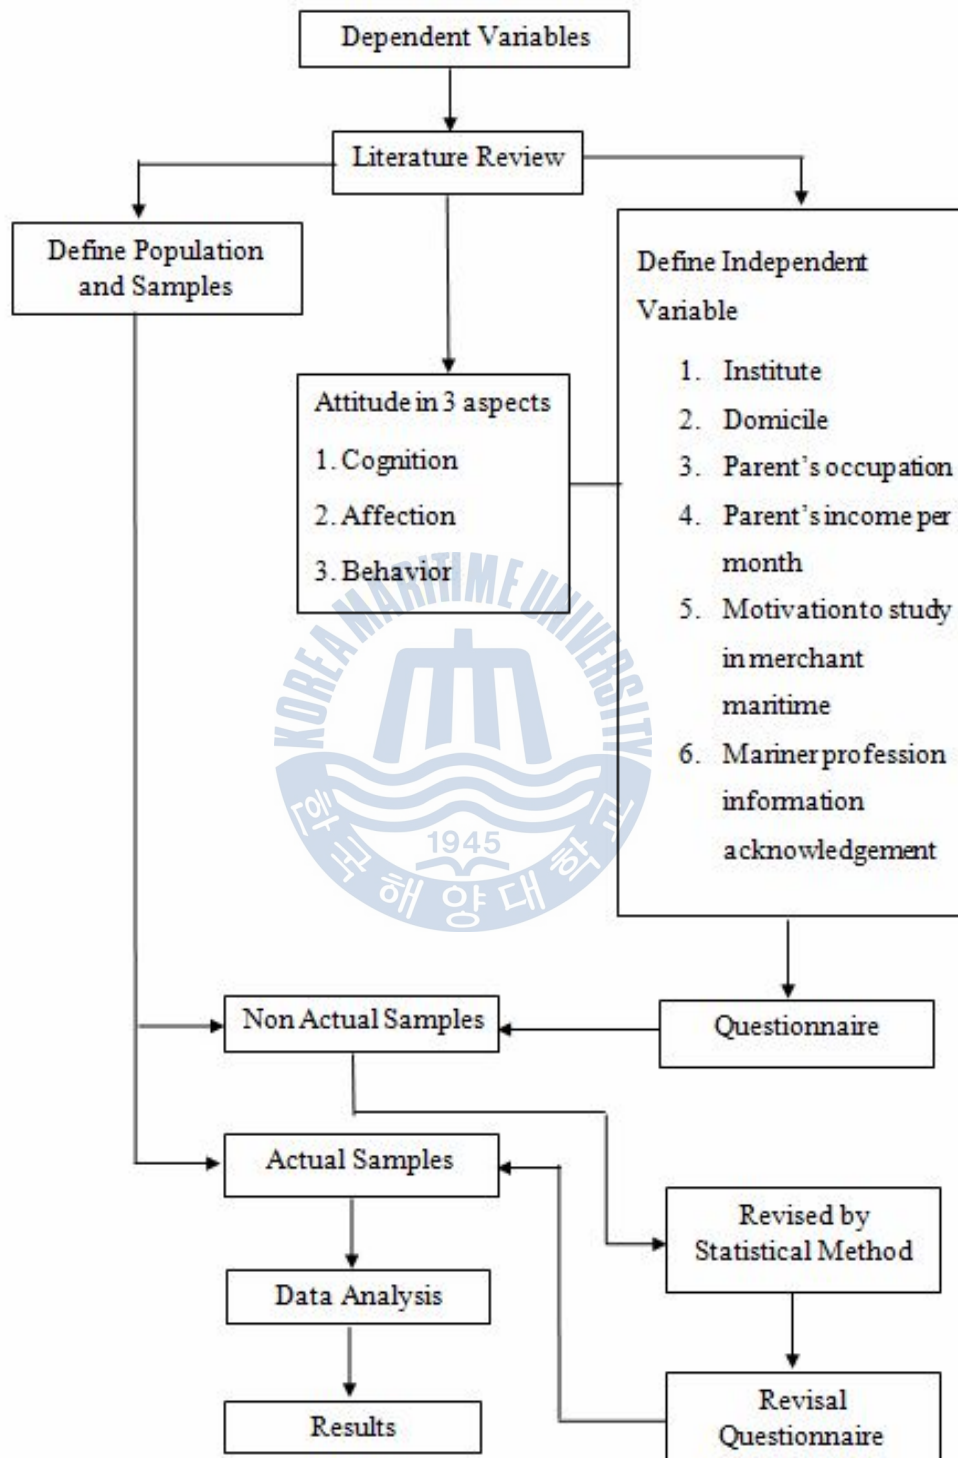 Dependent Variables
Literature Review
Define Population
and Samples
Define Independent
Variable
1. Institute
2. Domicile
3. Parent's occupation
4. Parent's income per
month
5. Motivation to study
in merchant
maritime
6. Mariner profession
information
acknowledgement
Attitude in 3 aspects
1. Cognition
2. Affection
3. Behavior
KOREA MARITIME UNIVERSITY
1945
한국해양대학교
Non Actual Samples
Questionnaire
Actual Samples
Revised by
Statistical Method
Data Analysis
Revisal
Questionnaire
Results